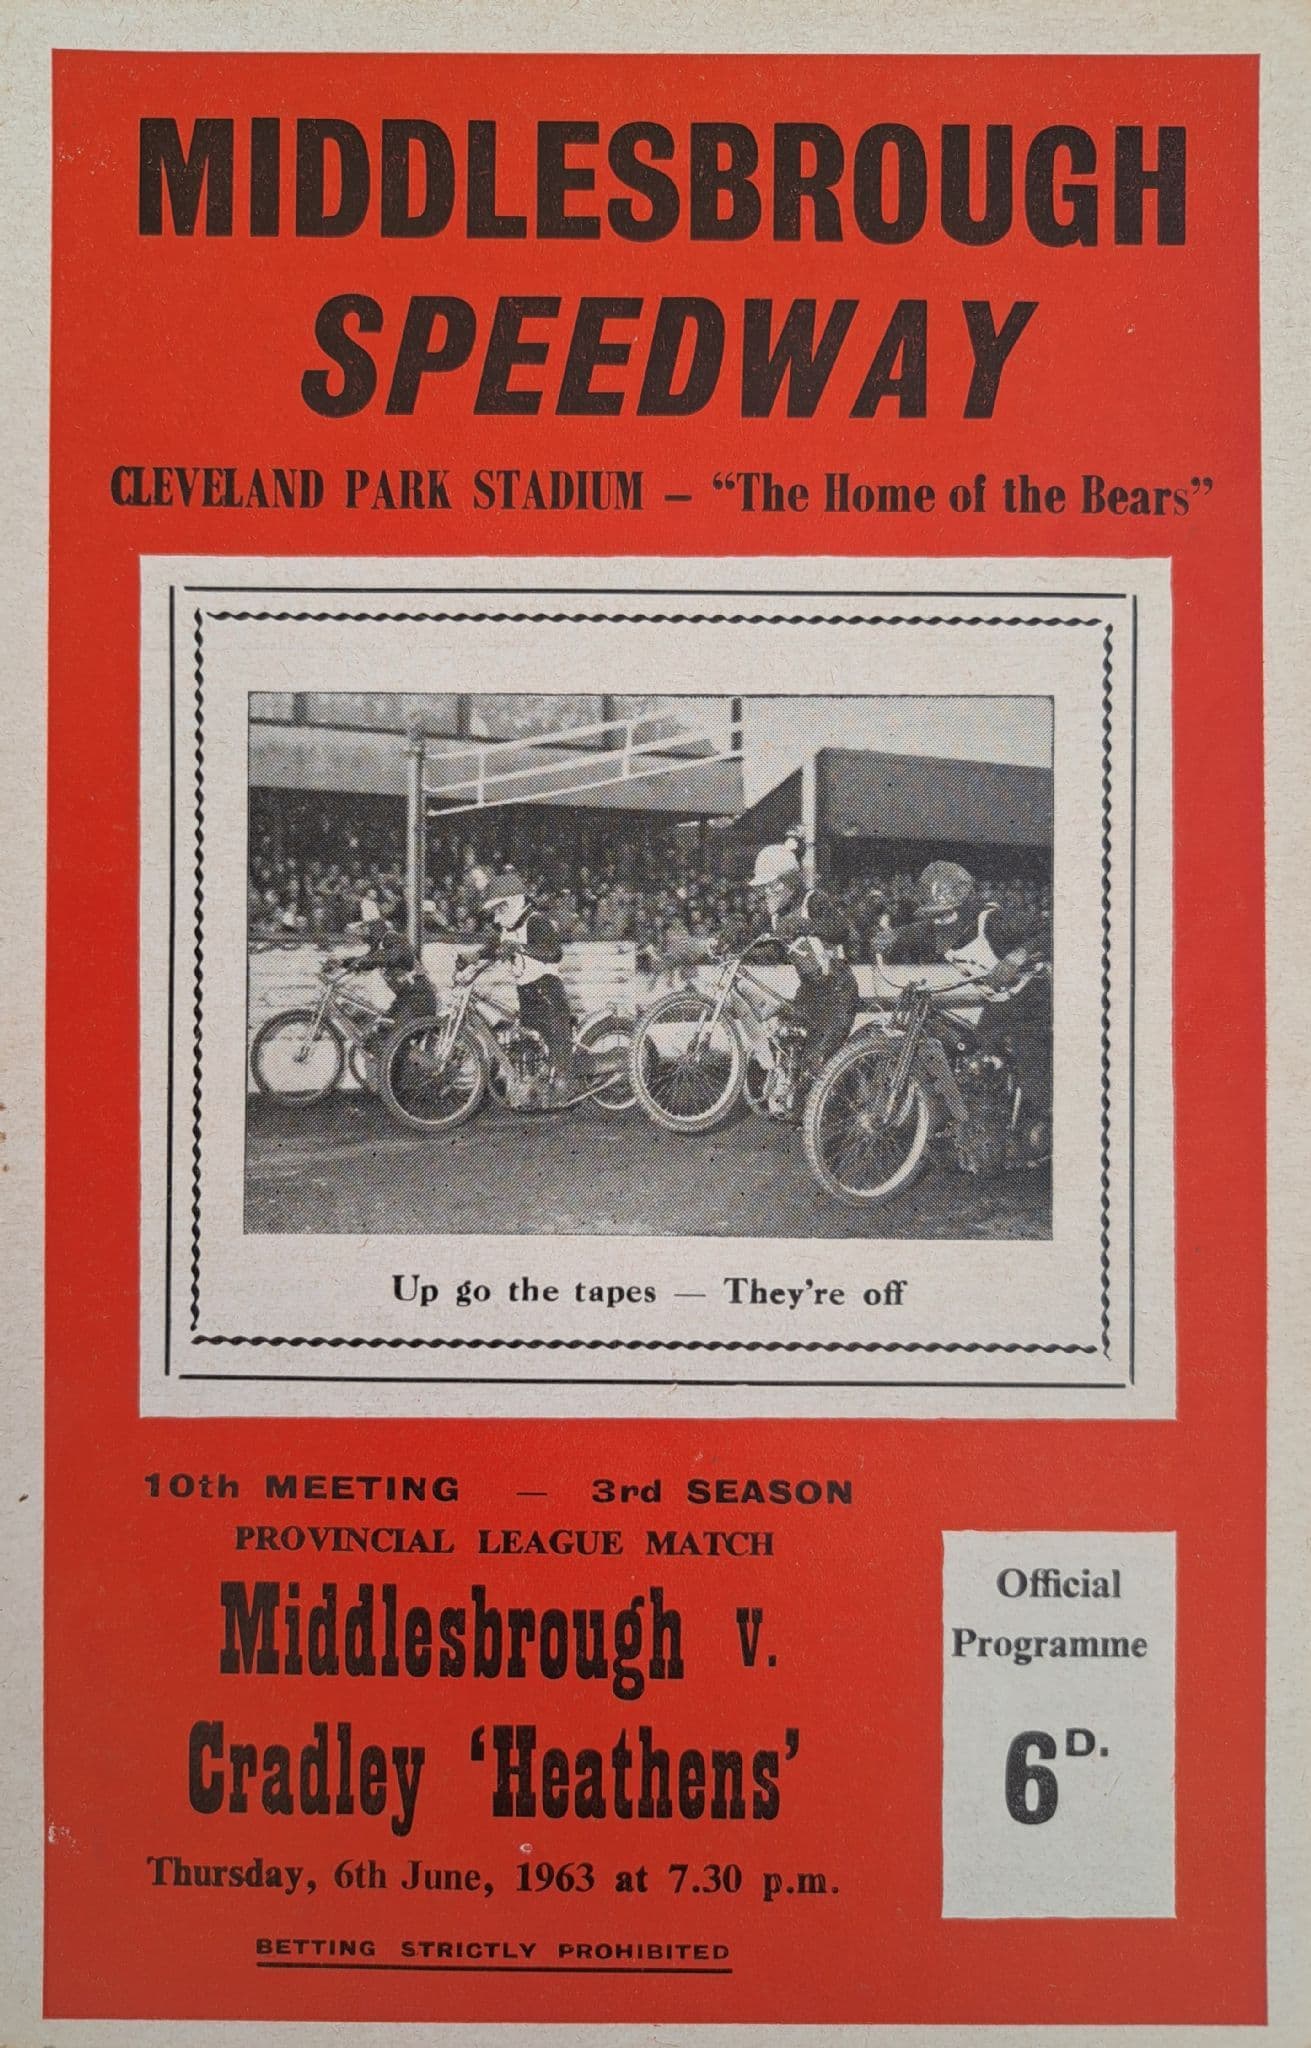 MIDDLESBROUGH
SPEEDWAY
CLEVELAND PARK STADIUM – “The Home of the Bears”
Up go the tapes — They're off
10th MEETING — 3rd SEASON
PROVINCIAL LEAGUE MATCH
Middlesbrough v.
Cradley ‘Heathens’
Thursday, 6th June, 1963 at 7.30 p.m.
BETTING STRICTLY PROHIBITED
Official
Programme
6D.